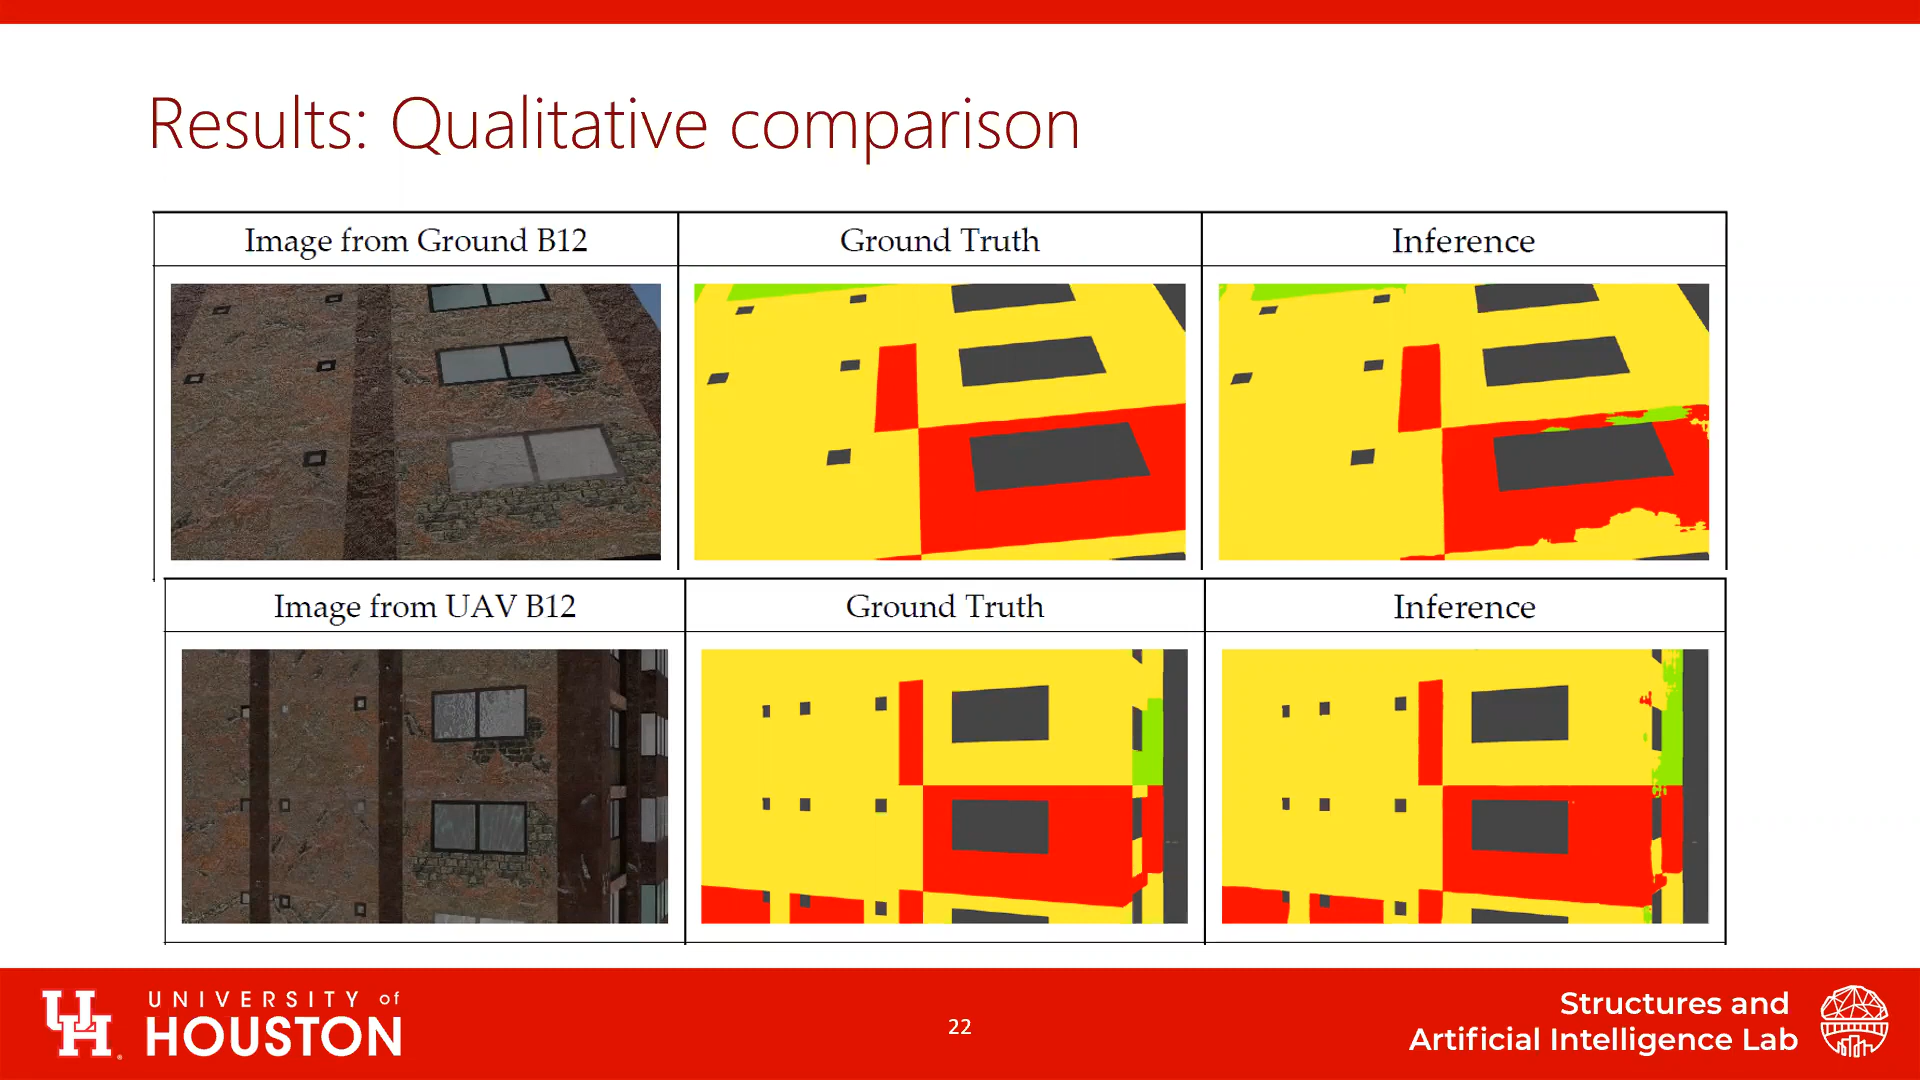 Results: Qualitative comparison
Image from Ground B12
Ground Truth
Inference
Image from UAV B12
Ground Truth
Inference
UNIVERSITY of
HOUSTON
22
Structures and
Artificial Intelligence Lab